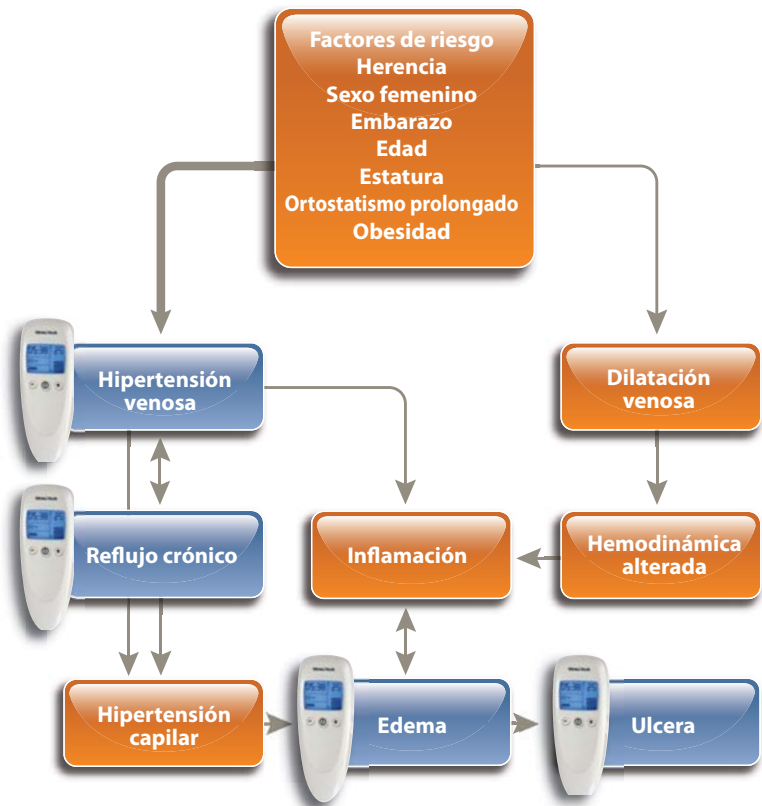 Factores de riesgo
Herencia
Sexo femenino
Embarazo
Edad
Estatura
Ortostatismo prolongado
Obesidad
Hipertensión
venosa
Dilatación
venosa
Reflujo crónico
Inflamación
Hemodinámica
alterada
Hipertensión
capilar
Edema
Ulcera